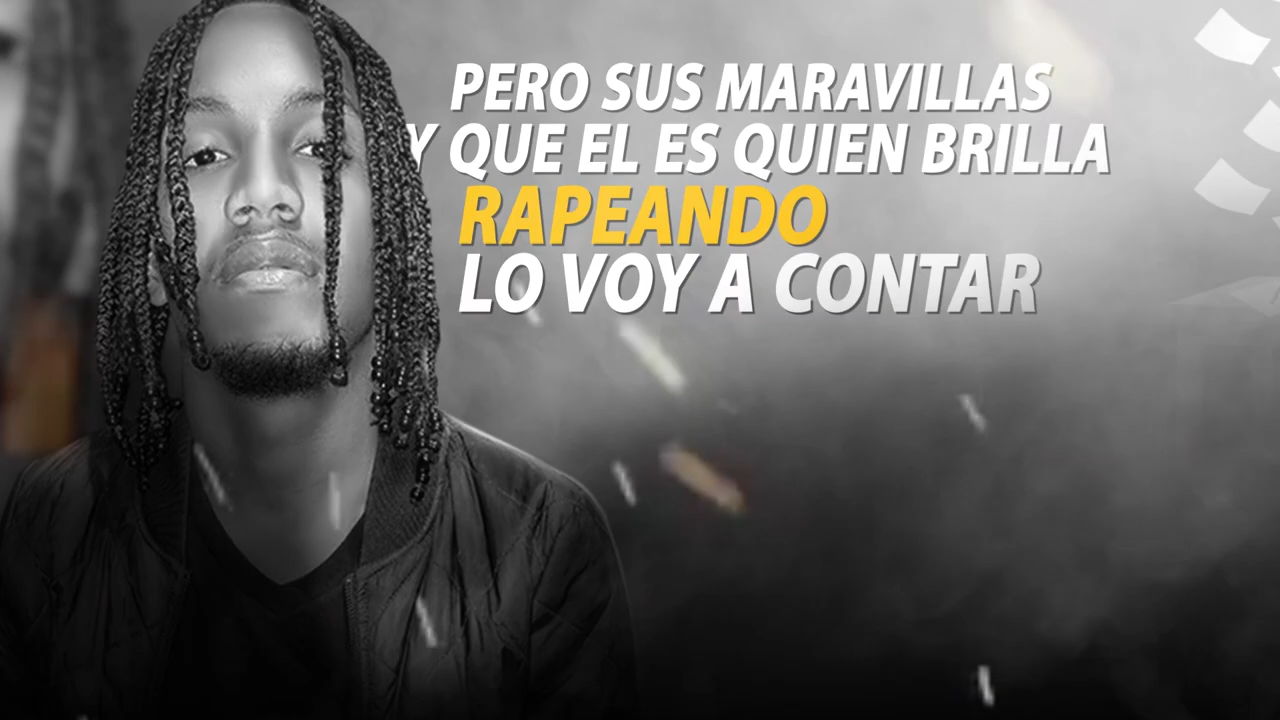 PERO SUS MARAVILLAS
Y QUE EL ES QUIEN BRILLA
RAPEANDO
LO VOY A CONTAR